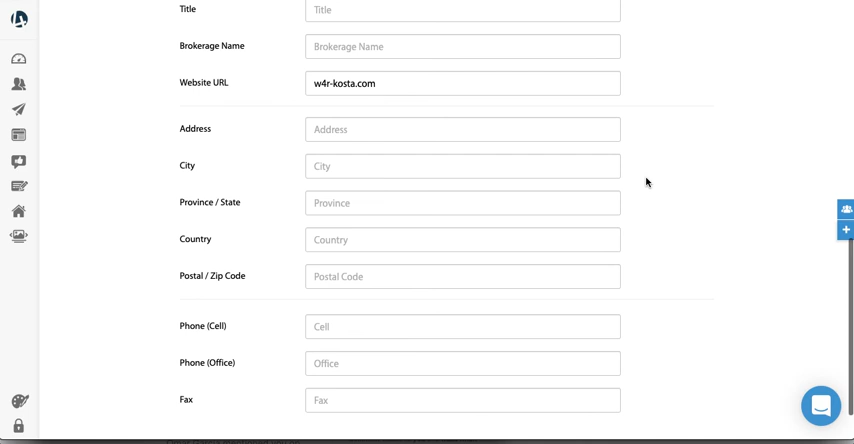 Title Title
Brokerage Name Brokerage Name
Website URL w4r-kosta.com
Address Address
City City
Province / State Province
Country Country
Postal / Zip Code Postal Code
Phone (Cell) Cell
Phone (Office) Office
Fax Fax